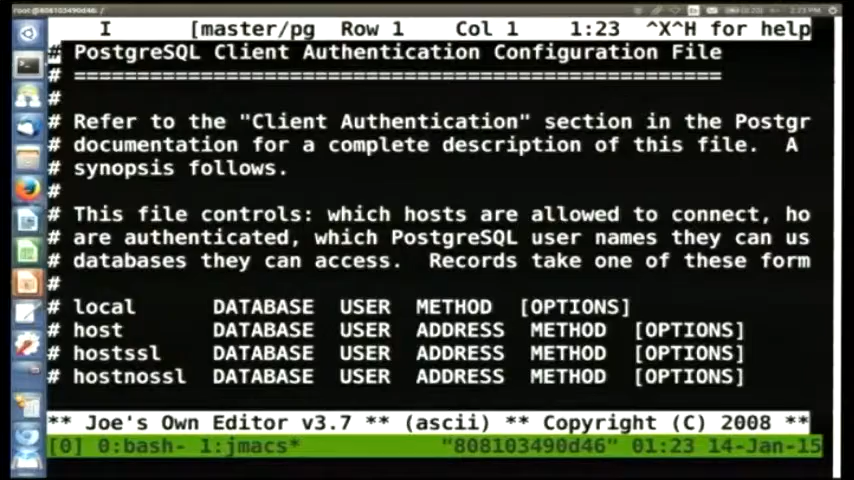 root@808103490d46: /
2:23 PM
I [master/pg Row 1 Col 1 1:23 ^X^H for help
# PostgreSQL Client Authentication Configuration File
# ===================================================
#
# Refer to the "Client Authentication" section in the Postgr
# documentation for a complete description of this file. A
# synopsis follows.
#
# This file controls: which hosts are allowed to connect, ho
# are authenticated, which PostgreSQL user names they can us
# databases they can access. Records take one of these form
#
# local DATABASE USER METHOD [OPTIONS]
# host DATABASE USER ADDRESS METHOD [OPTIONS]
# hostssl DATABASE USER ADDRESS METHOD [OPTIONS]
# hostnossl DATABASE USER ADDRESS METHOD [OPTIONS]
** Joe's Own Editor v3.7 ** (ascii) ** Copyright (C) 2008 **
[0] 0:bash- 1:jmacs* "808103490d46" 01:23 14-Jan-15